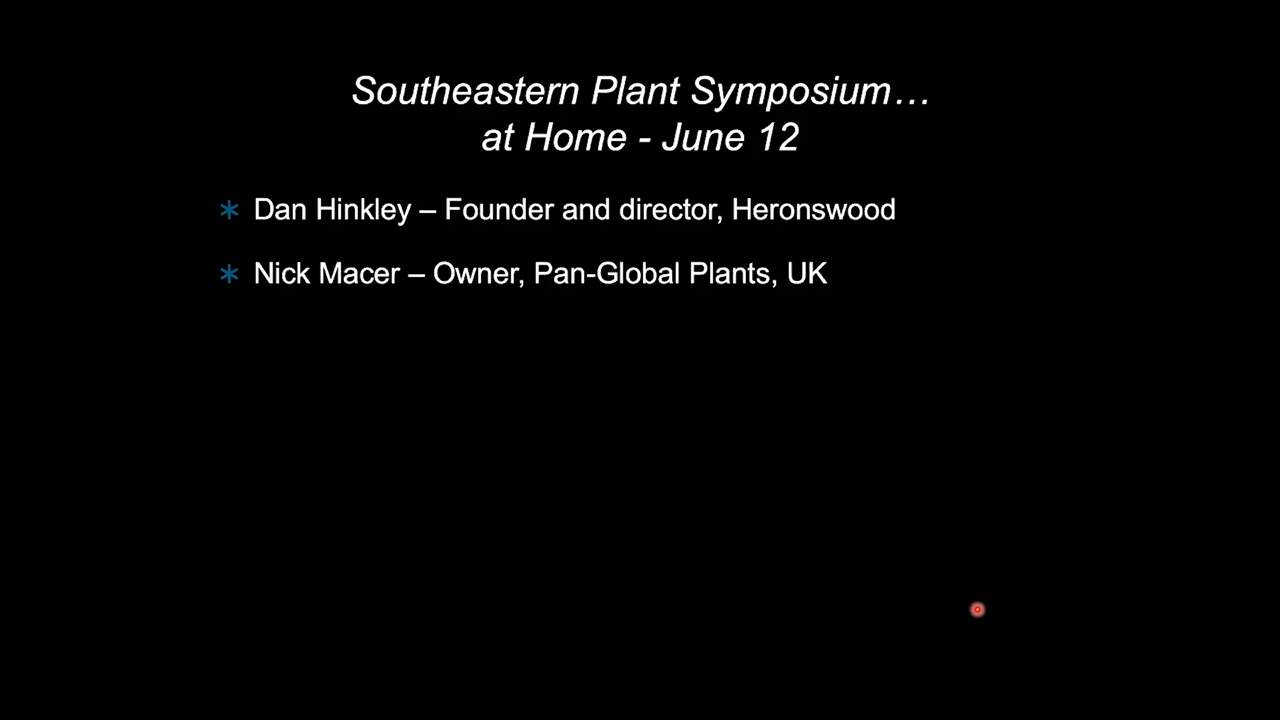 Southeastern Plant Symposium…
at Home - June 12
Dan Hinkley – Founder and director, Heronswood
Nick Macer – Owner, Pan-Global Plants, UK